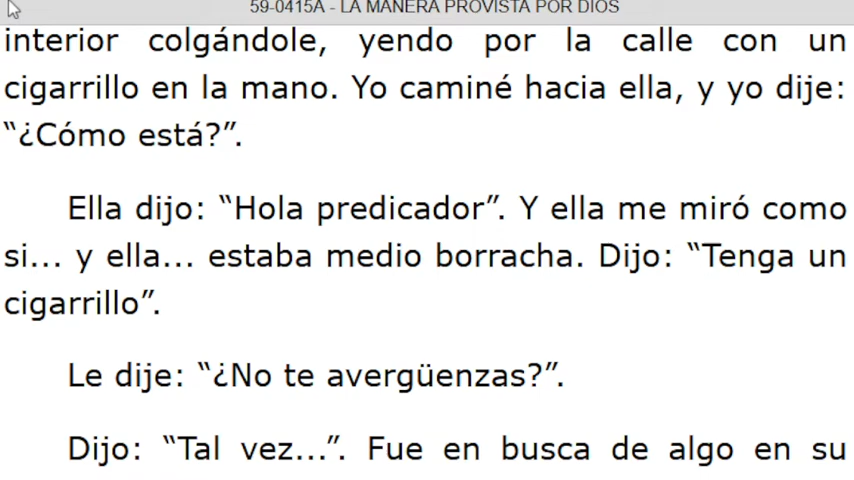 59-0415A - LA MANERA PROVISTA POR DIOS
interior colgándole, yendo por la calle con un
cigarrillo en la mano. Yo caminé hacia ella, y yo dije:
“¿Cómo está?”.
Ella dijo: “Hola predicador”. Y ella me miró como
si... y ella... estaba medio borracha. Dijo: “Tenga un
cigarrillo”.
Le dije: “¿No te avergüenzas?”.
Dijo: “Tal vez...”. Fue en busca de algo en su